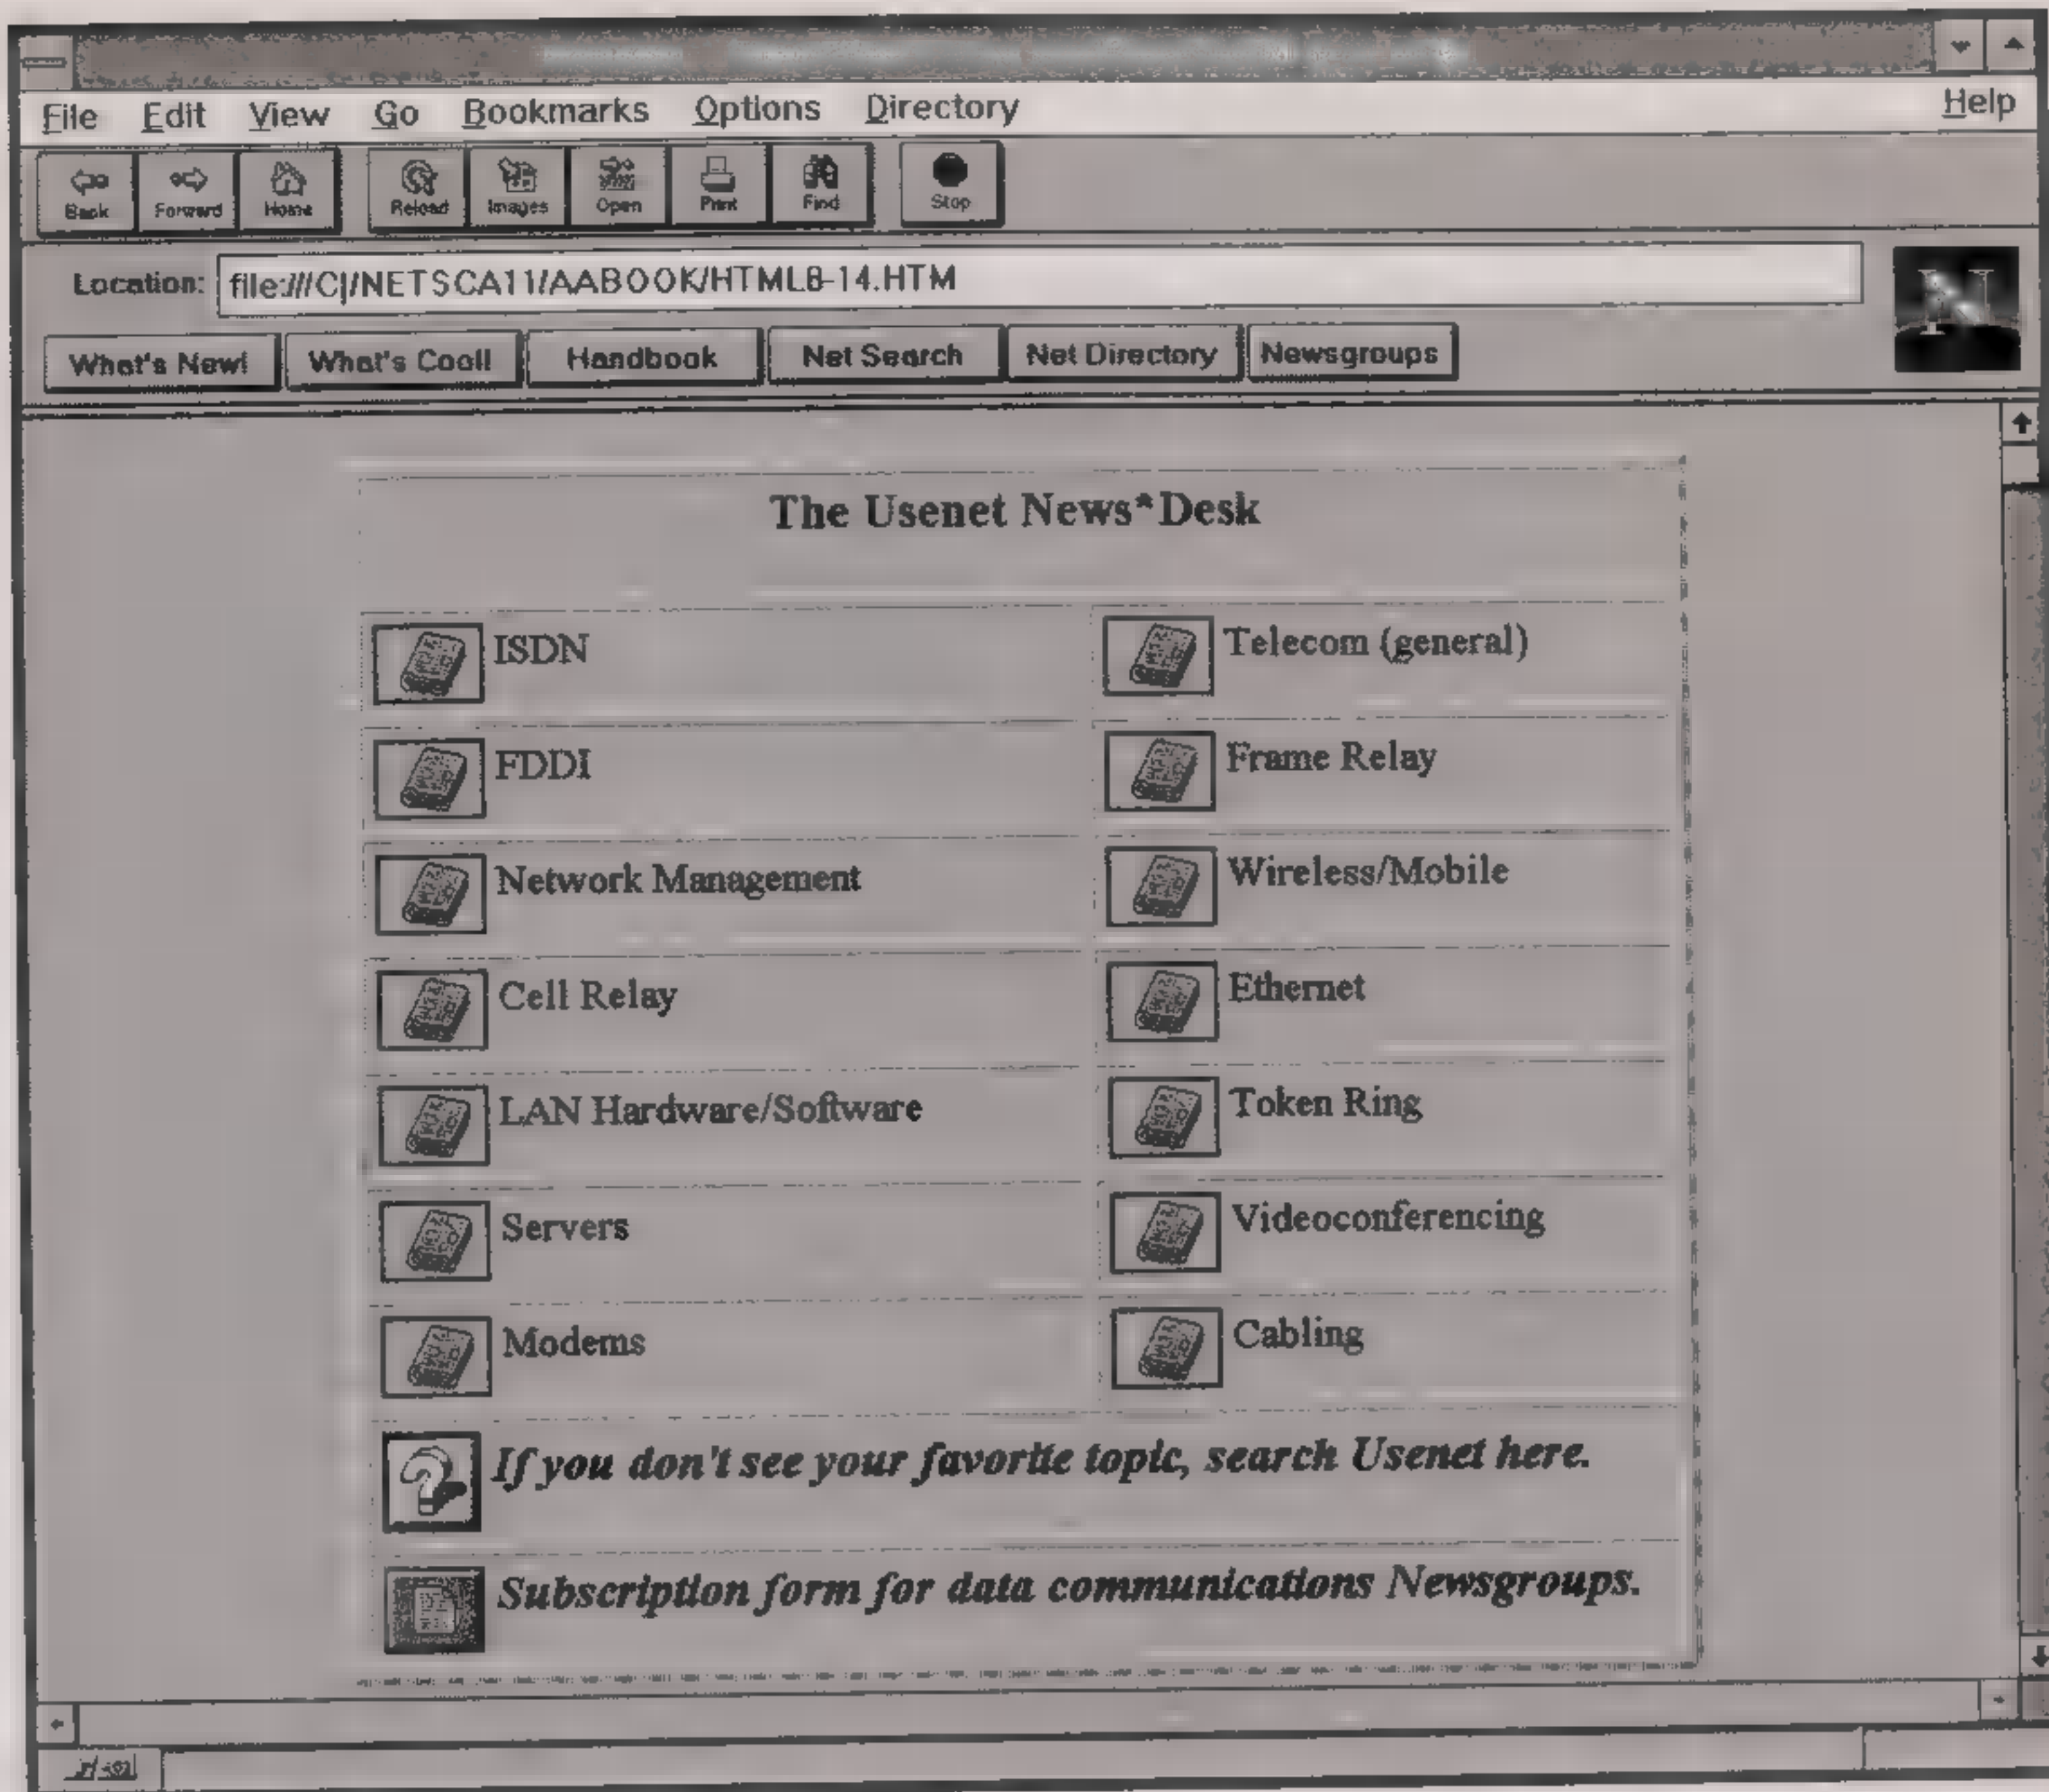 File Edit View Go Bookmarks Options Directory Help
Back Forward Home Reload Images Open Print Find Stop
Location: file:///C|/NETSCA11/AABOOK/HTML8-14.HTM
N
What's New! What's Cool! Handbook Net Search Net Directory Newsgroups
The Usenet News*Desk
ISDN Telecom (general)
FDDI Frame Relay
Network Management Wireless/Mobile
Cell Relay Ethernet
LAN Hardware/Software Token Ring
Servers Videoconferencing
Modems Cabling
If you don't see your favorite topic, search Usenet here.
Subscription form for data communications Newsgroups.